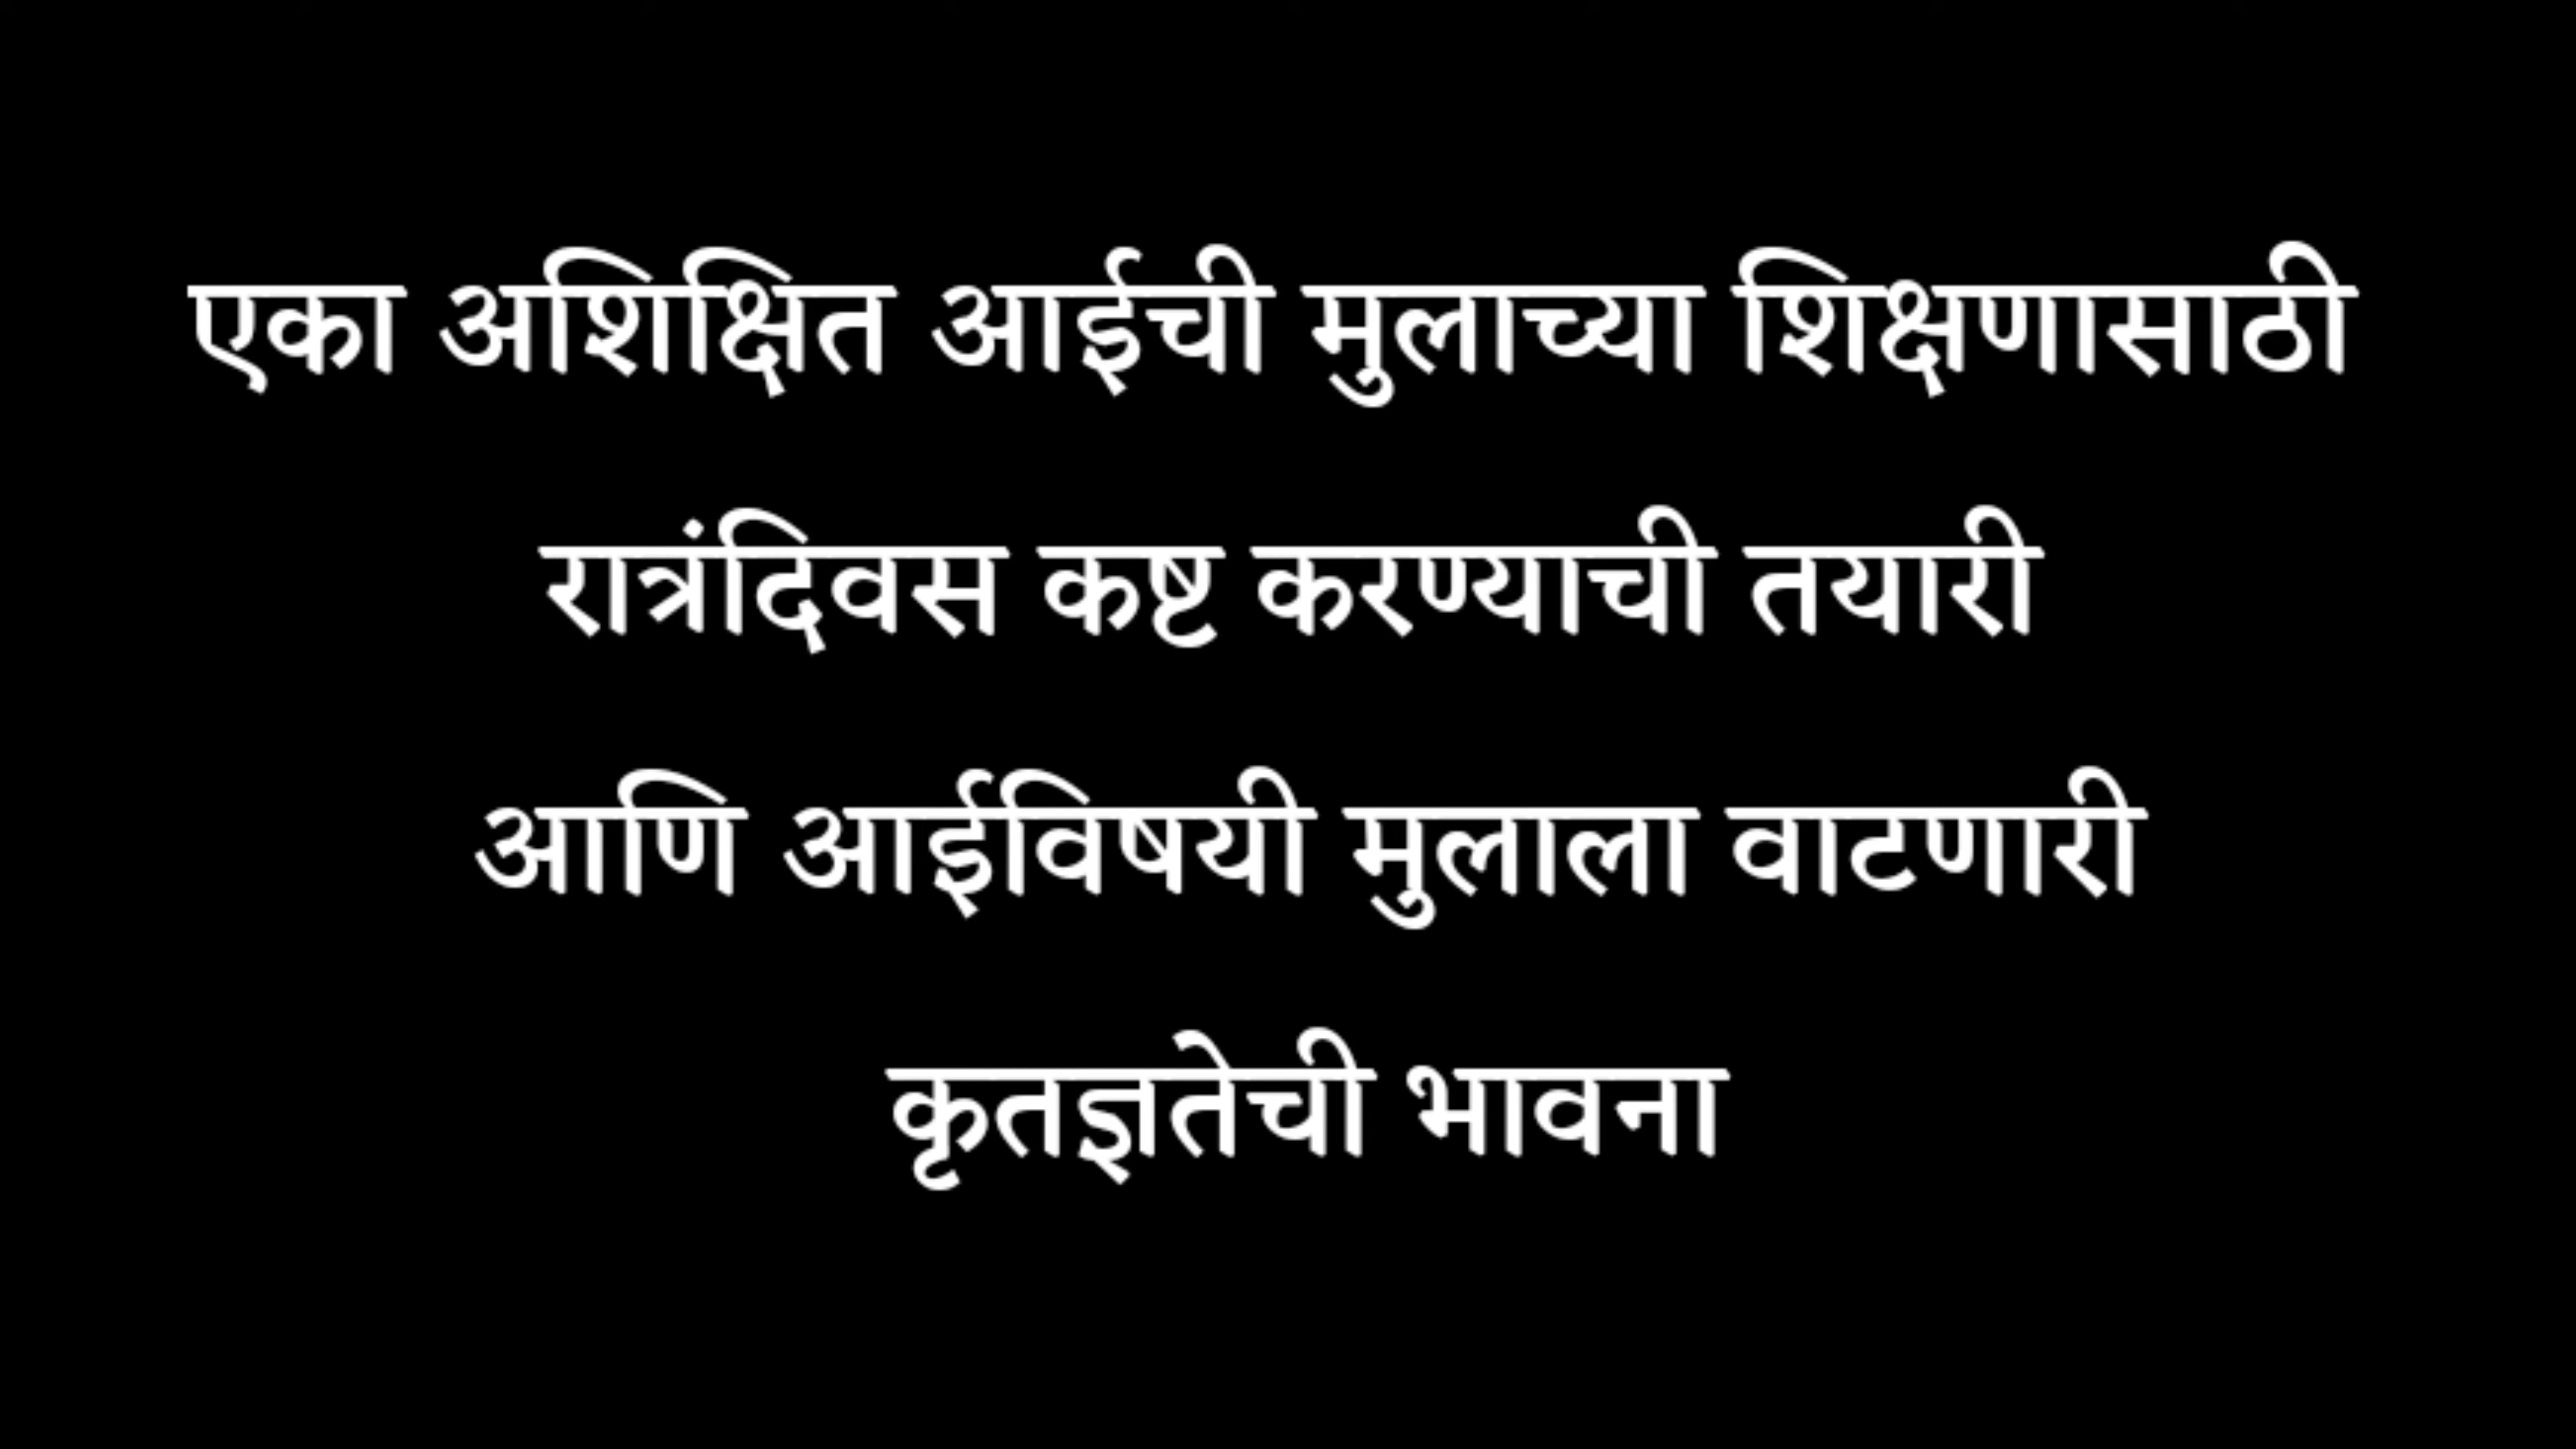 एका अशिक्षित आईची मुलाच्या शिक्षणासाठी
रात्रंदिवस कष्ट करण्याची तयारी
आणि आईविषयी मुलाला वाटणारी
कृतज्ञतेची भावना